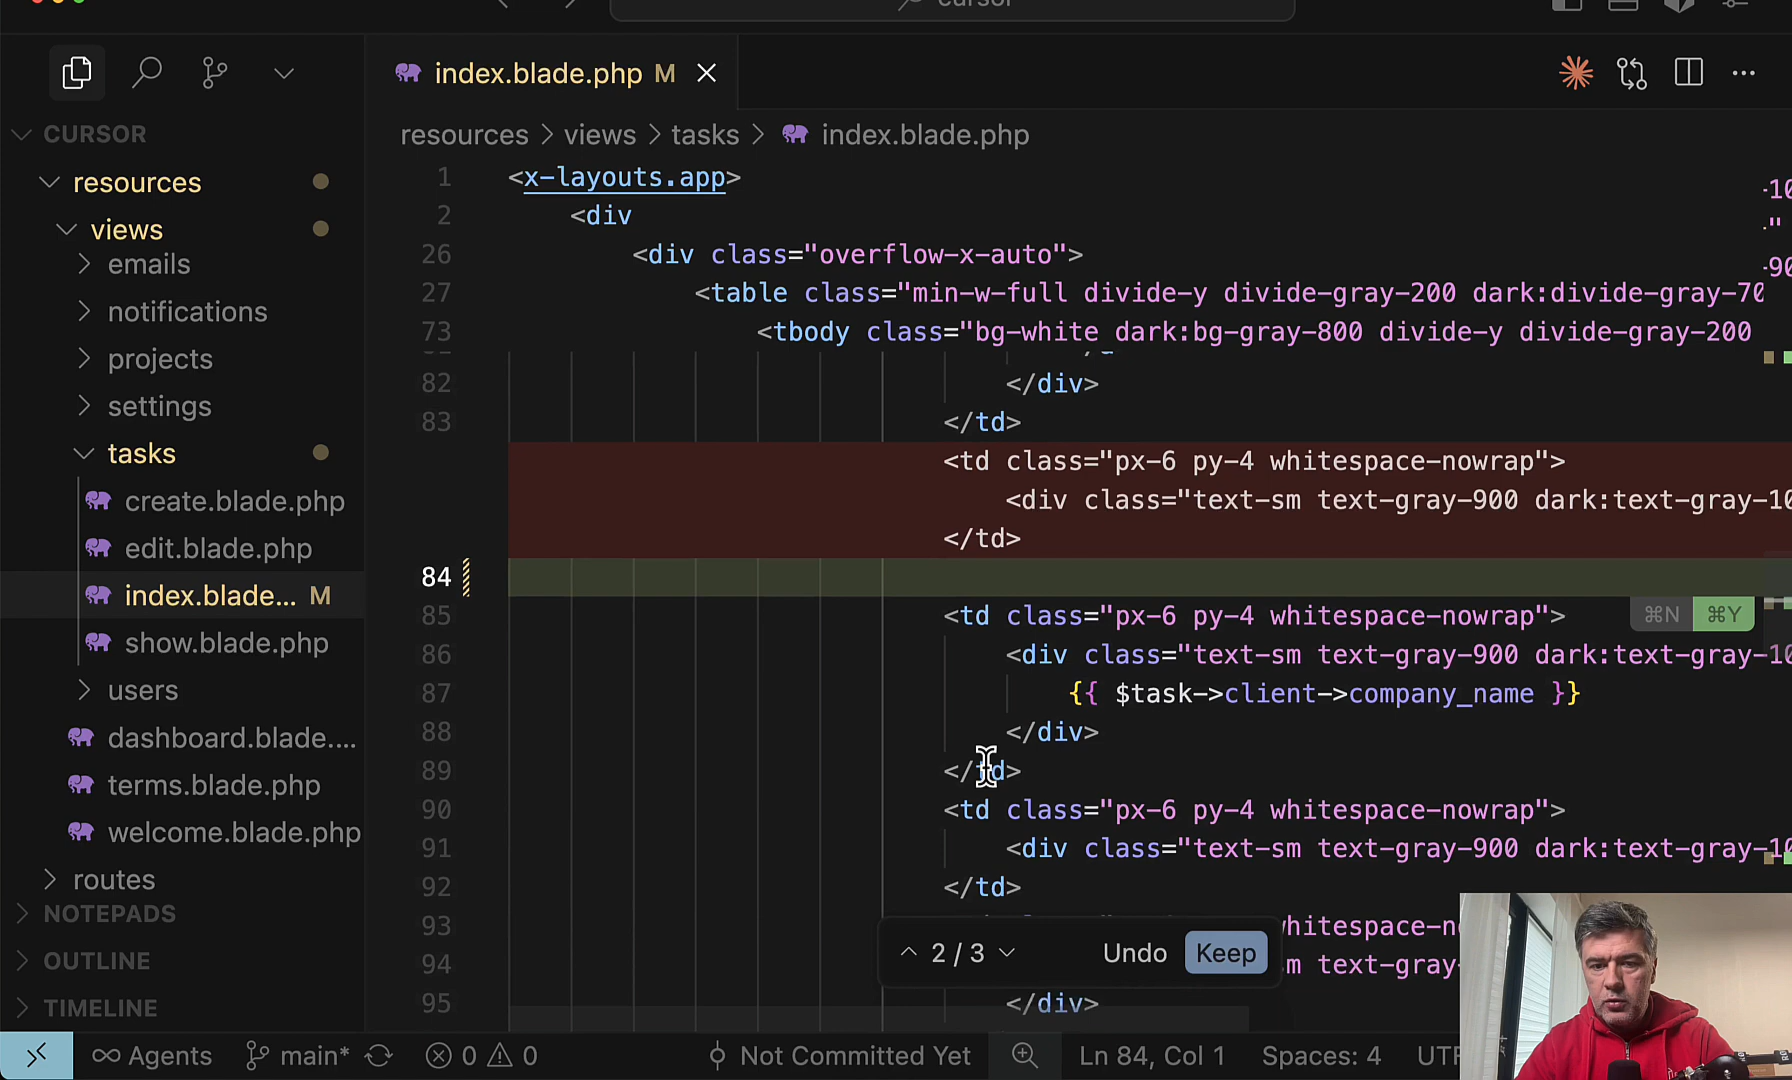 cursor
index.blade.php M
CURSOR
resources > views > tasks > index.blade.php
resources
views
emails
notifications
projects
settings
tasks
create.blade.php
edit.blade.php
index.blade... M
show.blade.php
users
dashboard.blade....
terms.blade.php
welcome.blade.php
routes
NOTEPADS
OUTLINE
TIMELINE
1 <x-layouts.app>
2 <div
26 <div class="overflow-x-auto">
27 <table class="min-w-full divide-y divide-gray-200 dark:divide-gray-70
73 <tbody class="bg-white dark:bg-gray-800 divide-y divide-gray-200
82 </div>
83 </td>
<td class="px-6 py-4 whitespace-nowrap">
<div class="text-sm text-gray-900 dark:text-gray-10
</td>
84
85 <td class="px-6 py-4 whitespace-nowrap">
⌘N ⌘Y
86 <div class="text-sm text-gray-900 dark:text-gray-10
87 {{ $task->client->company_name }}
88 </div>
89 </td>
90 <td class="px-6 py-4 whitespace-nowrap">
91 <div class="text-sm text-gray-900 dark:text-gray-10
92 </td>
93
94
95 </div>
2 / 3 Undo Keep
Agents main* 0 0 Not Committed Yet Ln 84, Col 1 Spaces: 4